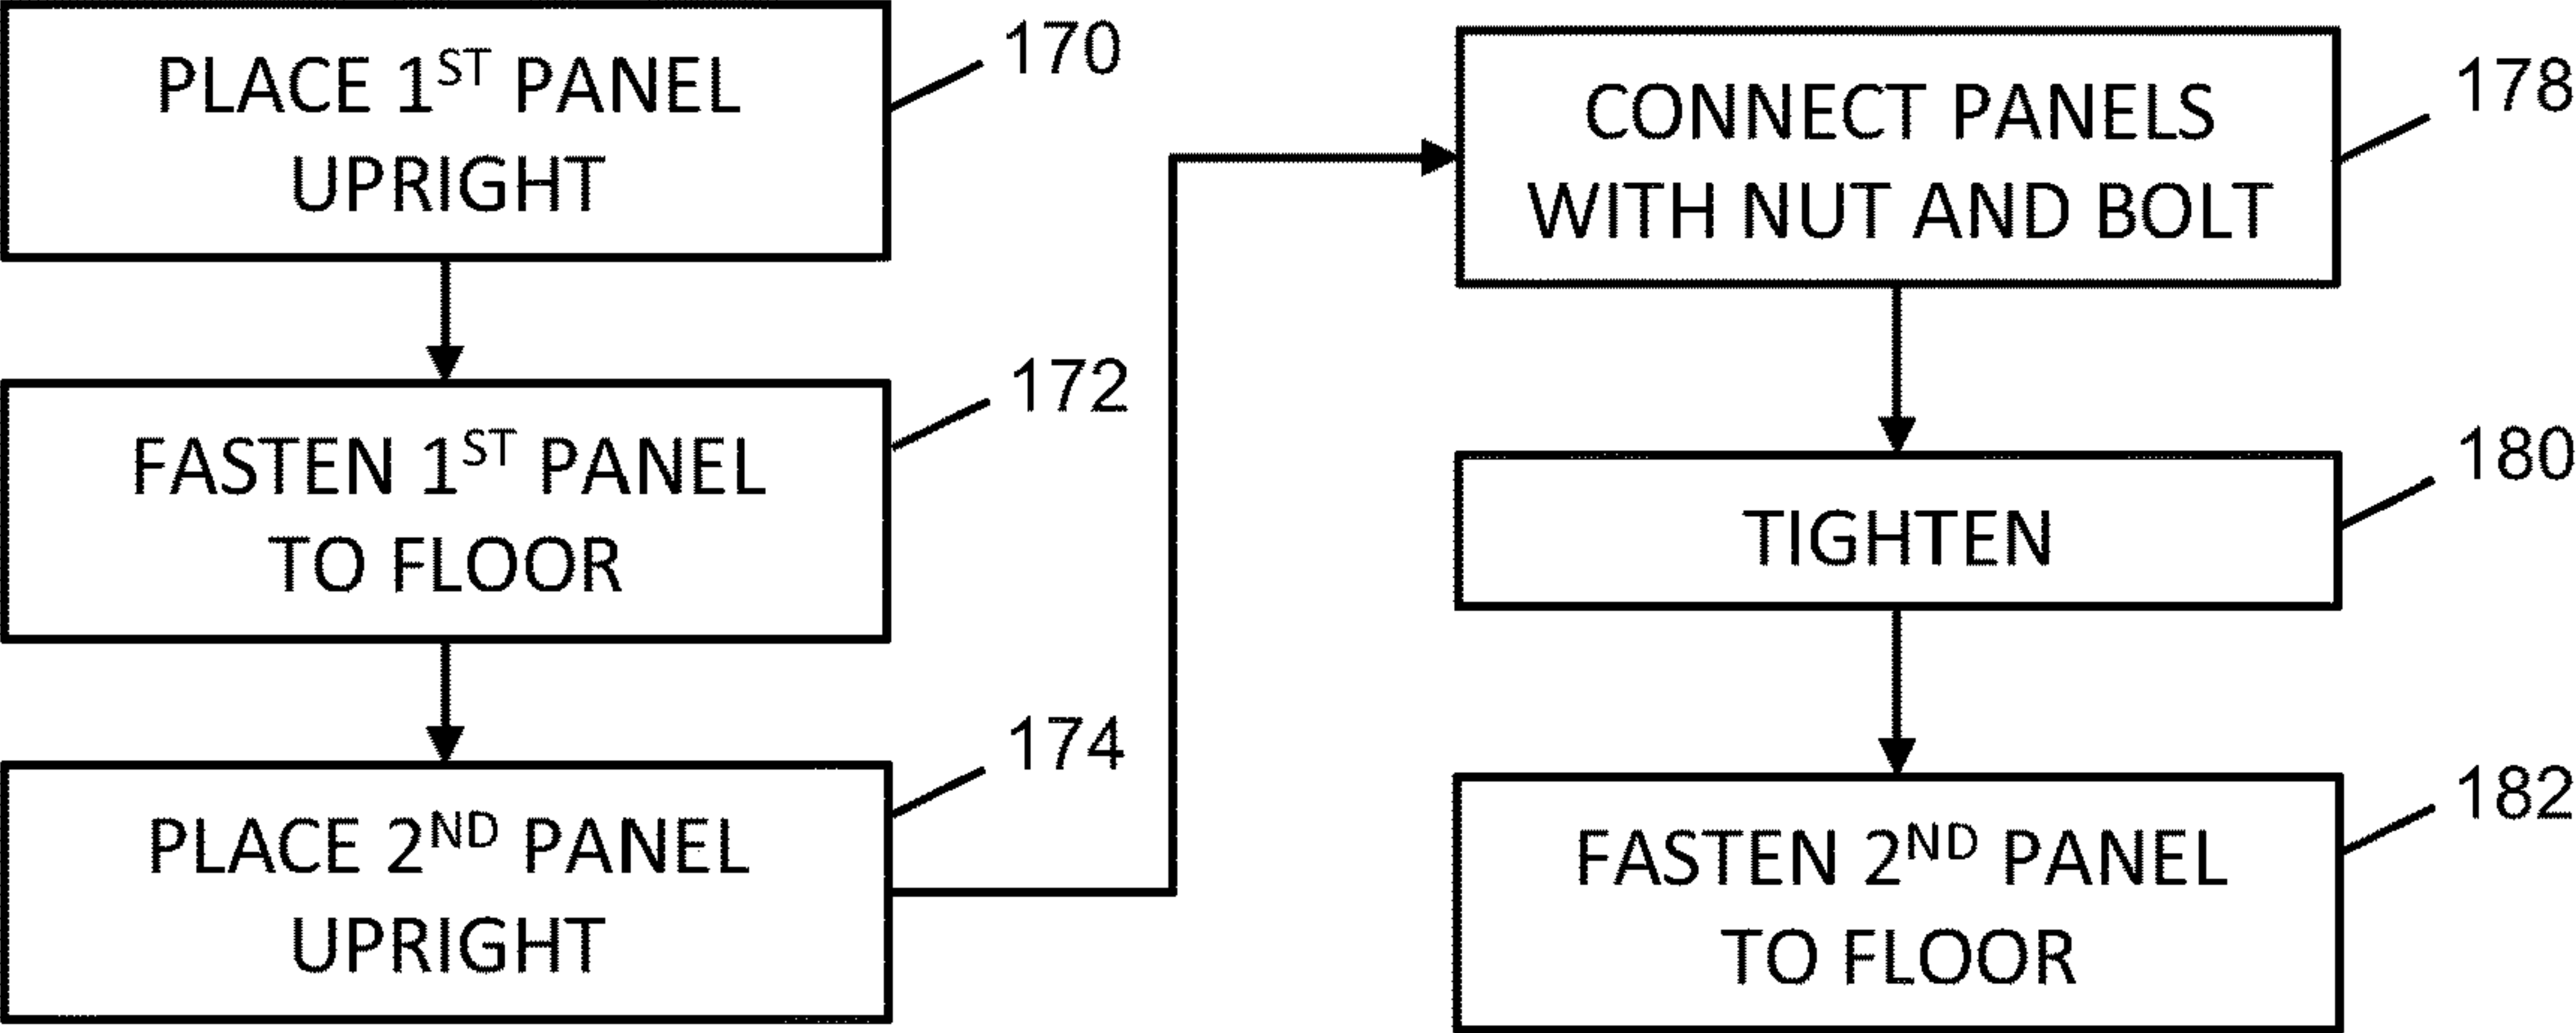 PLACE 1ST PANEL
UPRIGHT
170
FASTEN 1ST PANEL
TO FLOOR
172
PLACE 2ND PANEL
UPRIGHT
174
CONNECT PANELS
WITH NUT AND BOLT
178
TIGHTEN
180
FASTEN 2ND PANEL
TO FLOOR
182